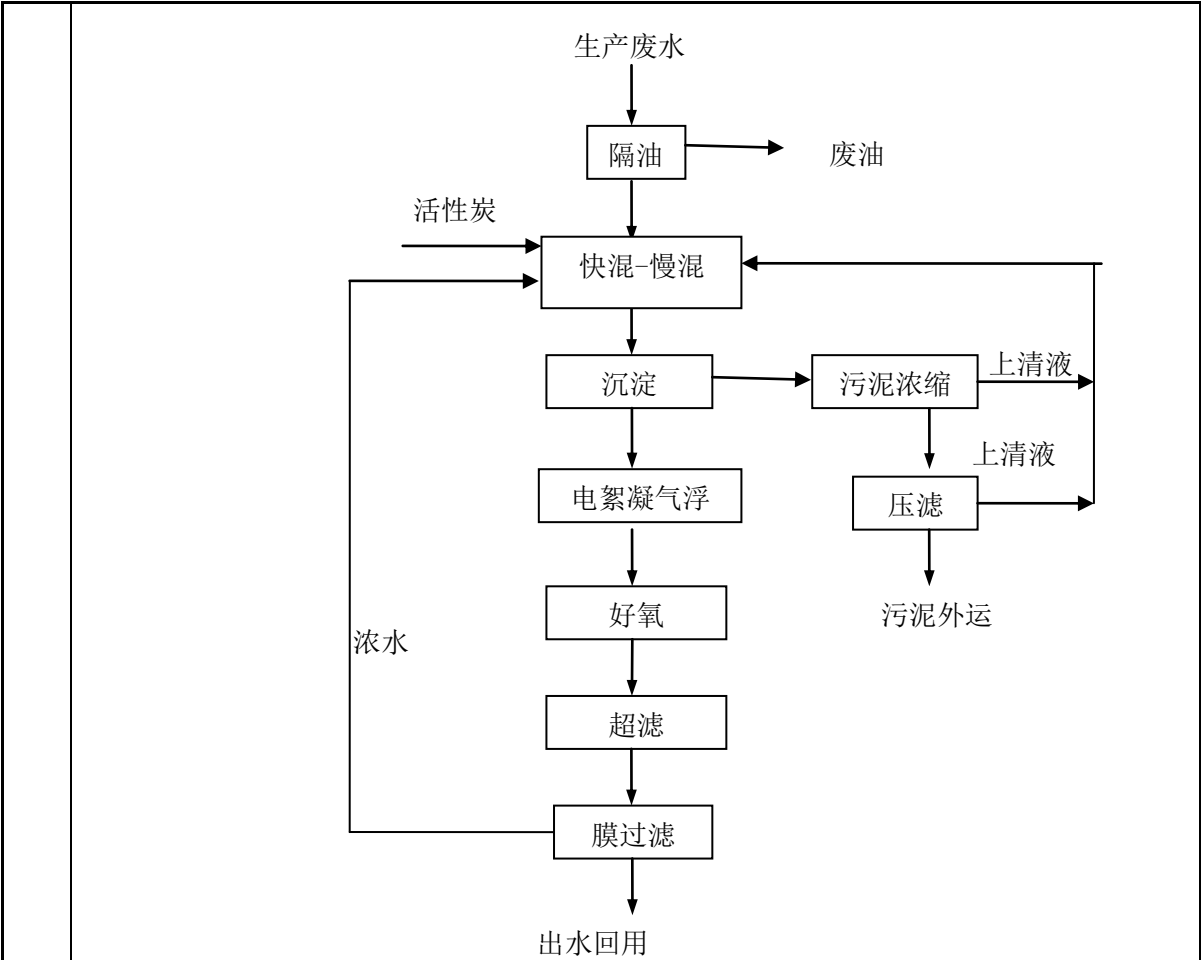 生产废水
隔油
废油
活性炭
快混-慢混
沉淀
污泥浓缩
上清液
上清液
电絮凝气浮
压滤
好氧
污泥外运
浓水
超滤
膜过滤
出水回用